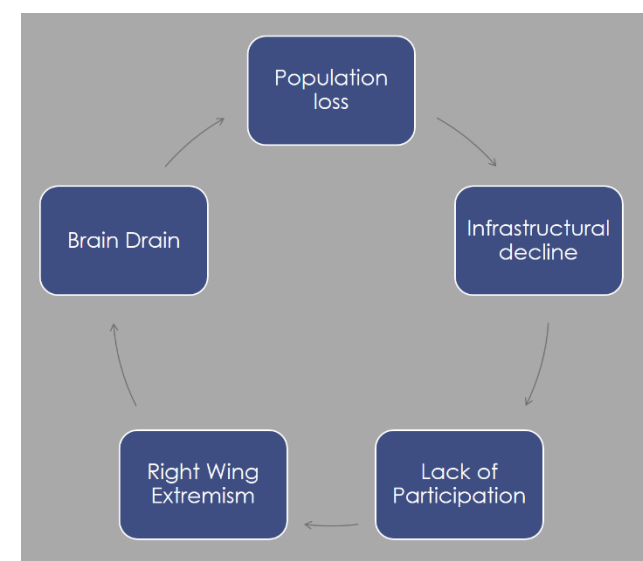 Population
loss
Infrastructural
decline
Lack of
Participation
Right Wing
Extremism
Brain Drain